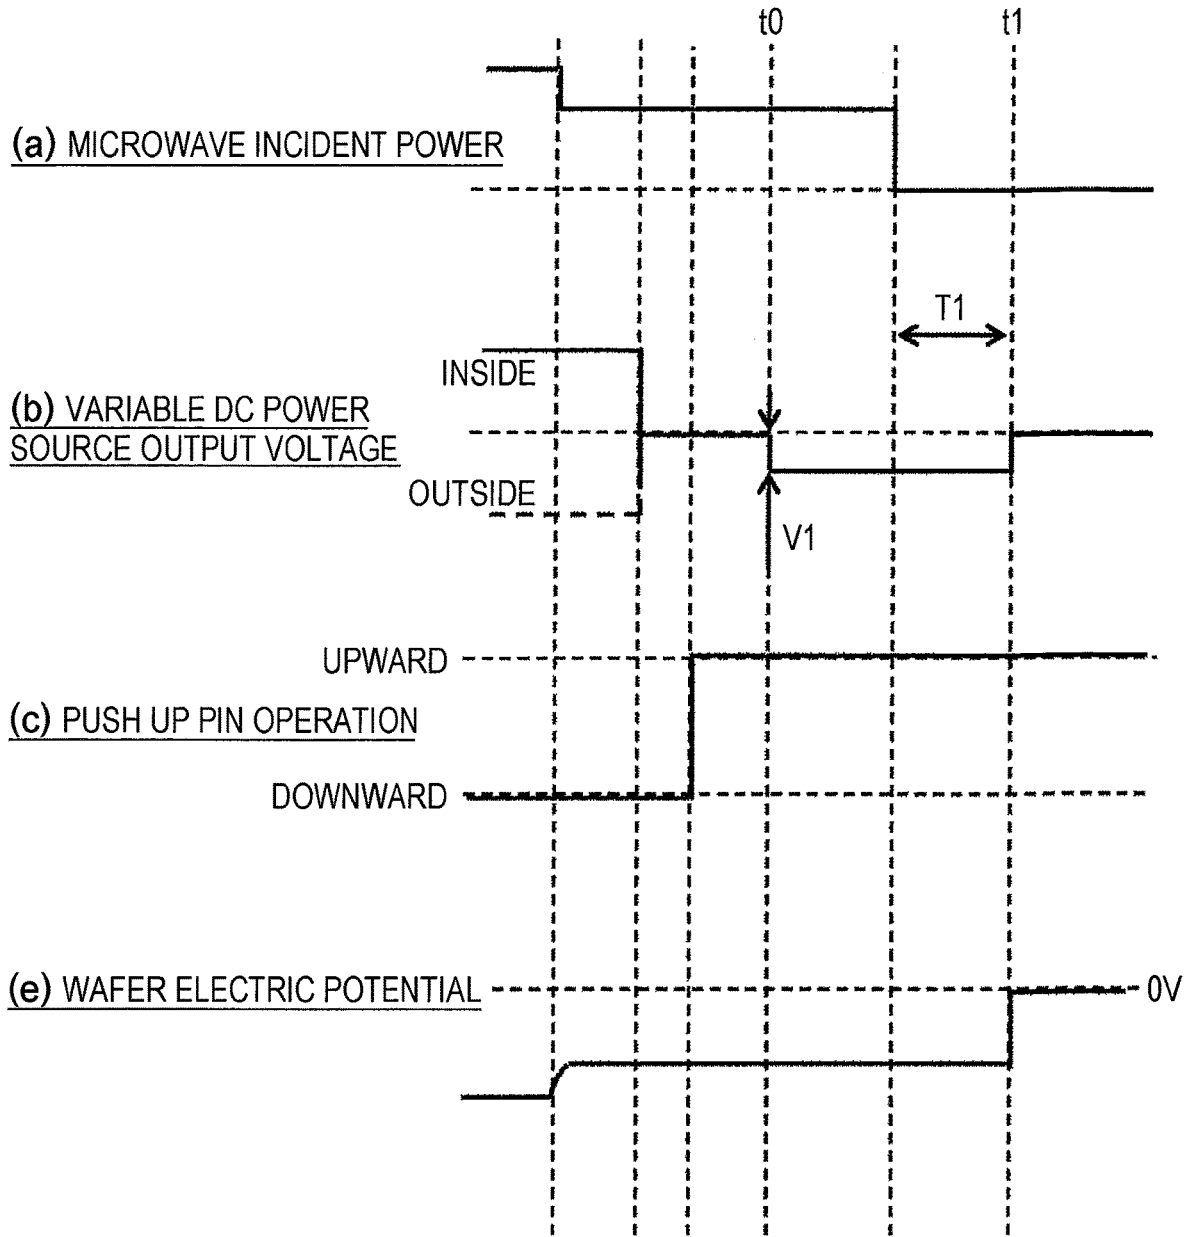 t0 t1
(a) MICROWAVE INCIDENT POWER
T1
INSIDE
(b) VARIABLE DC POWER
SOURCE OUTPUT VOLTAGE
OUTSIDE
V1
UPWARD
(c) PUSH UP PIN OPERATION
DOWNWARD
(e) WAFER ELECTRIC POTENTIAL
0V